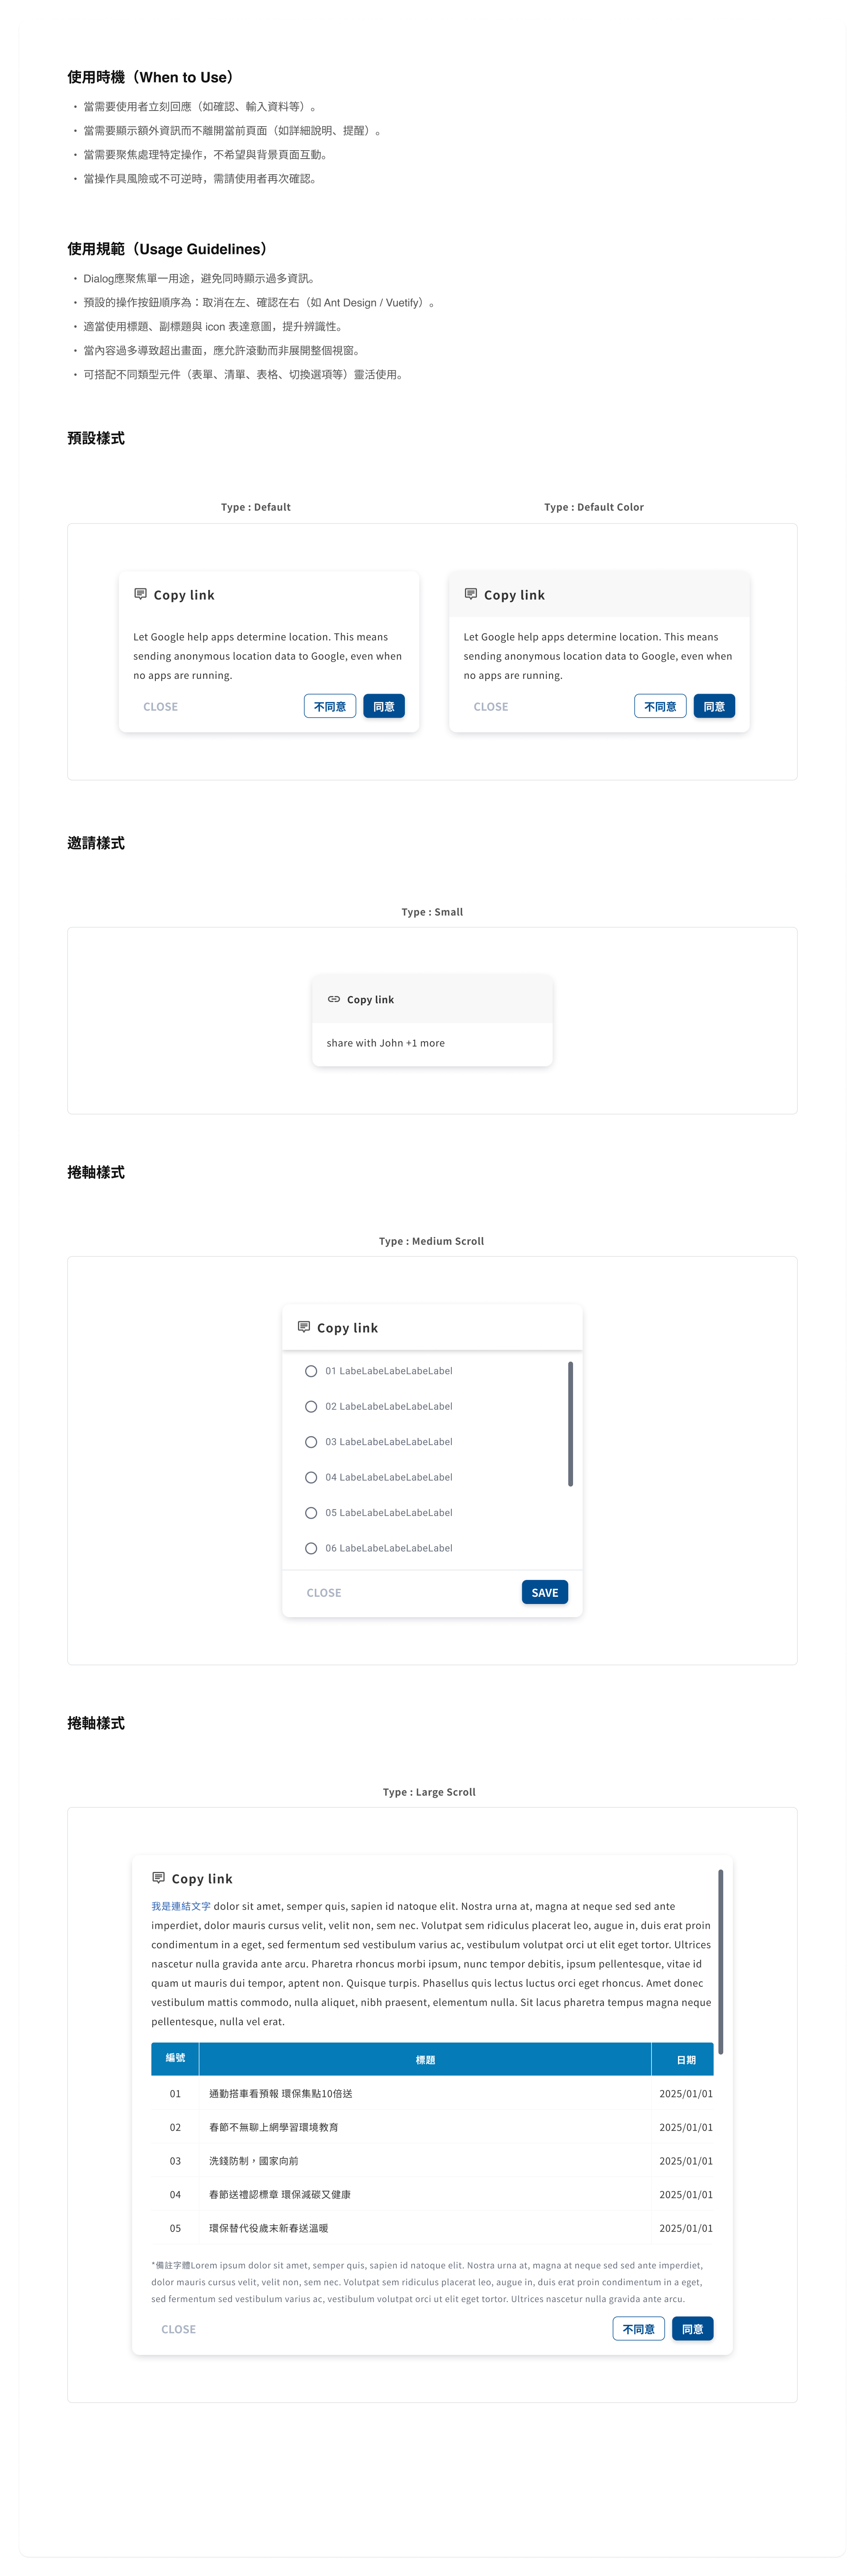 使用時機（When to Use）
・ 當需要使用者立刻回應（如確認、輸入資料等）。
・ 當需要顯示額外資訊而不離開當前頁面（如詳細說明、提醒）。
・ 當需要聚焦處理特定操作，不希望與背景頁面互動。
・ 當操作具風險或不可逆時，需請使用者再次確認。
使用規範（Usage Guidelines）
・ Dialog應聚焦單一用途，避免同時顯示過多資訊。
・ 預設的操作按鈕順序為：取消在左、確認在右（如 Ant Design / Vuetify）。
・ 適當使用標題、副標題與 icon 表達意圖，提升辨識性。
・ 當內容過多導致超出畫面，應允許滾動而非展開整個視窗。
・ 可搭配不同類型元件（表單、清單、表格、切換選項等）靈活使用。
預設樣式
Type : Default
Copy link
Let Google help apps determine location. This means
sending anonymous location data to Google, even when
no apps are running.
CLOSE 不同意 同意
Type : Default Color
Copy link
Let Google help apps determine location. This means
sending anonymous location data to Google, even when
no apps are running.
CLOSE 不同意 同意
邀請樣式
Type : Small
Copy link
share with John +1 more
捲軸樣式
Type : Medium Scroll
Copy link
01 LabeLabeLabeLabeLabel
02 LabeLabeLabeLabeLabel
03 LabeLabeLabeLabeLabel
04 LabeLabeLabeLabeLabel
05 LabeLabeLabeLabeLabel
06 LabeLabeLabeLabeLabel
CLOSE SAVE
捲軸樣式
Type : Large Scroll
Copy link
我是連結文字 dolor sit amet, semper quis, sapien id natoque elit. Nostra urna at, magna at neque sed sed ante
imperdiet, dolor mauris cursus velit, velit non, sem nec. Volutpat sem ridiculus placerat leo, augue in, duis erat proin
condimentum in a eget, sed fermentum sed vestibulum varius ac, vestibulum volutpat orci ut elit eget tortor. Ultrices
nascetur nulla gravida ante arcu. Pharetra rhoncus morbi ipsum, nunc tempor debitis, ipsum pellentesque, vitae id
quam ut mauris dui tempor, aptent non. Quisque turpis. Phasellus quis lectus luctus orci eget rhoncus. Amet donec
vestibulum mattis commodo, nulla aliquet, nibh praesent, elementum nulla. Sit lacus pharetra tempus magna neque
pellentesque, nulla vel erat.
編號 標題 日期
01 通勤搭車看預報 環保集點10倍送 2025/01/01
02 春節不無聊上網學習環境教育 2025/01/01
03 洗錢防制，國家向前 2025/01/01
04 春節送禮認標章 環保減碳又健康 2025/01/01
05 環保替代役歲末新春送溫暖 2025/01/01
*備註字體Lorem ipsum dolor sit amet, semper quis, sapien id natoque elit. Nostra urna at, magna at neque sed sed ante imperdiet,
dolor mauris cursus velit, velit non, sem nec. Volutpat sem ridiculus placerat leo, augue in, duis erat proin condimentum in a eget,
sed fermentum sed vestibulum varius ac, vestibulum volutpat orci ut elit eget tortor. Ultrices nascetur nulla gravida ante arcu.
CLOSE 不同意 同意